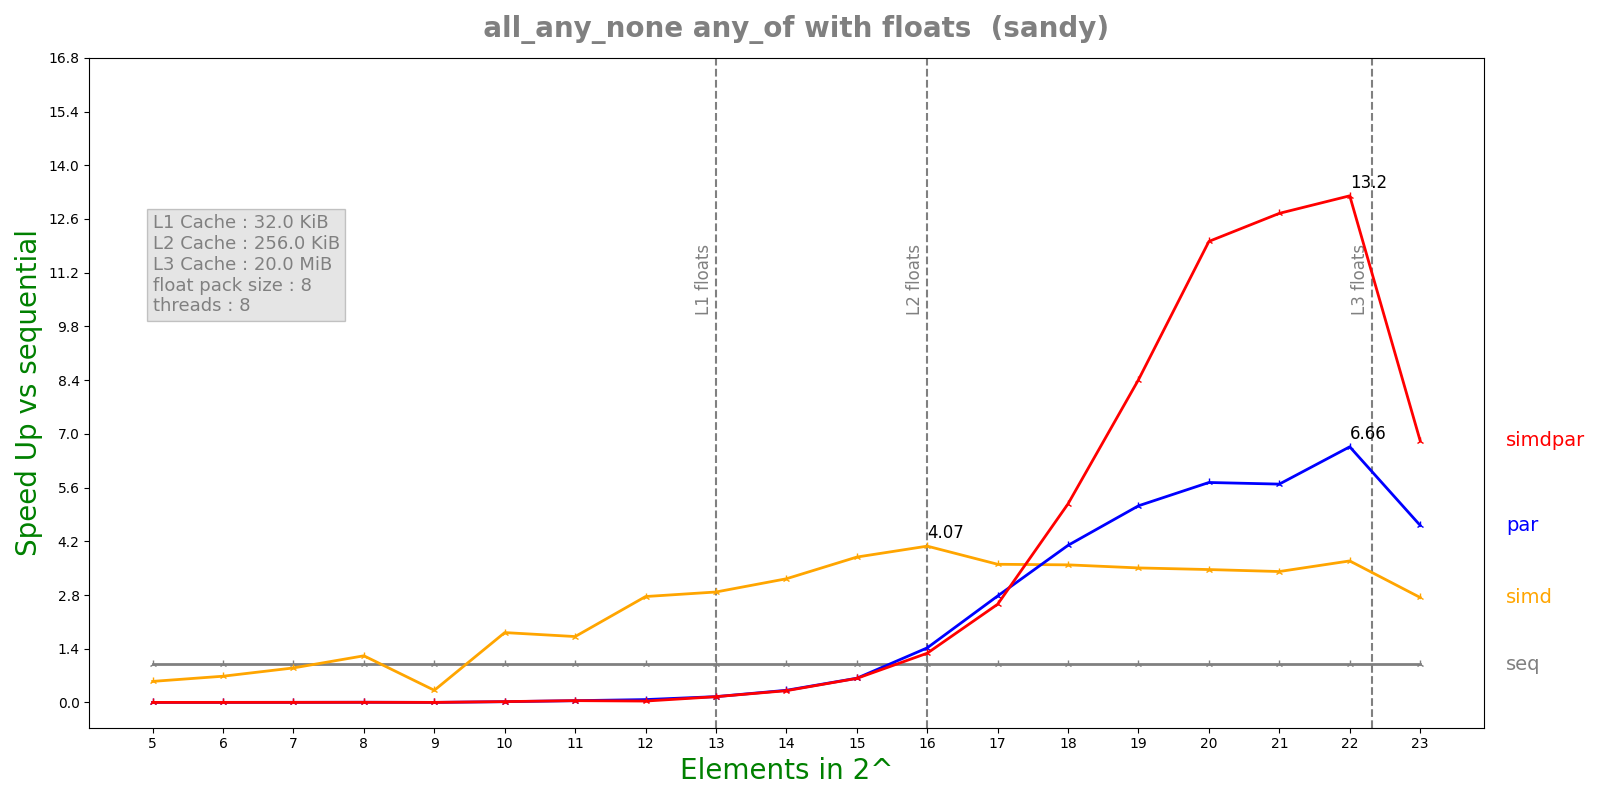 all_any_none any_of with floats (sandy)
Speed Up vs sequential
16.8
15.4
14.0
12.6
11.2
9.8
8.4
7.0
5.6
4.2
2.8
1.4
0.0
L1 Cache : 32.0 KiB
L2 Cache : 256.0 KiB
L3 Cache : 20.0 MiB
float pack size : 8
threads : 8
L1 floats
L2 floats
L3 floats
13.2
6.66
4.07
simdpar
par
simd
seq
5 6 7 8 9 10 11 12 13 14 15 16 17 18 19 20 21 22 23
Elements in 2^